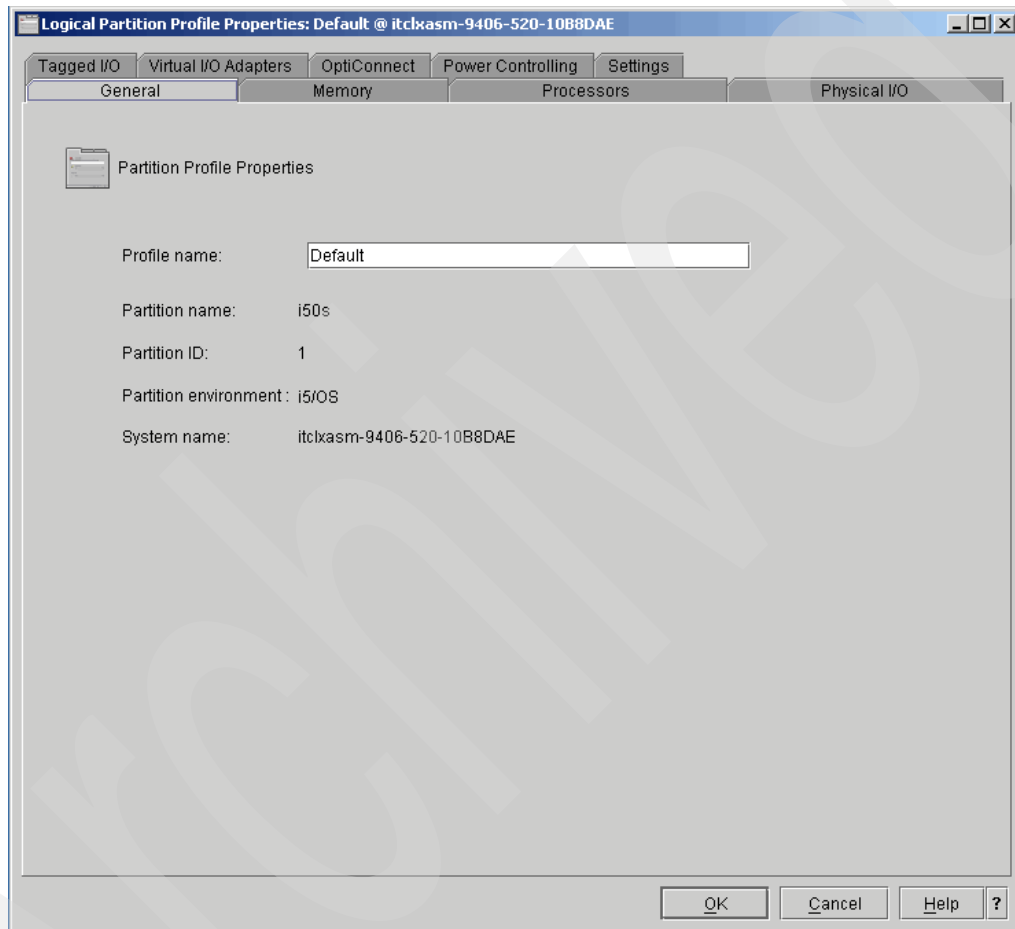 Logical Partition Profile Properties: Default @ itclxasm-9406-520-10B8DAE
Tagged I/O Virtual I/O Adapters OptiConnect Power Controlling Settings
General Memory Processors Physical I/O
Partition Profile Properties
Profile name: Default
Partition name: i50s
Partition ID: 1
Partition environment : i5/OS
System name: itclxasm-9406-520-10B8DAE
OK Cancel Help ?